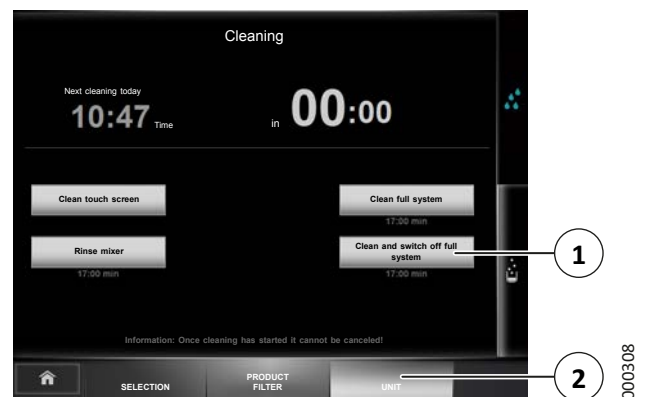 Cleaning
Next cleaning today
10:47 Time in 00:00
Clean touch screen
Clean full system
17:00 min
Rinse mixer
17:00 min
Clean and switch off full
system
17:00 min
1
Information: Once cleaning has started it cannot be canceled!
SELECTION
PRODUCT
FILTER
UNIT
2
000308